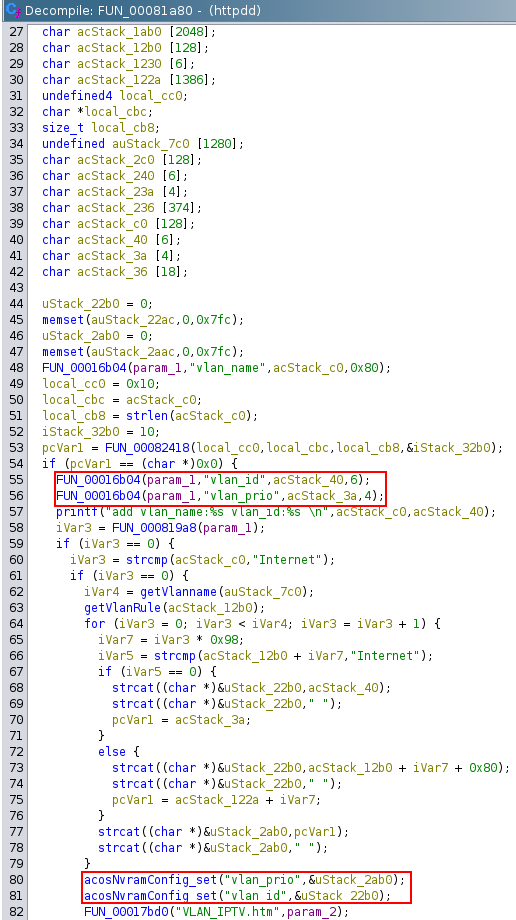 Decompile: FUN_00081a80 - (httpdd)
27 char acStack_1ab0 [2048];
28 char acStack_12b0 [128];
29 char acStack_1230 [6];
30 char acStack_122a [1386];
31 undefined4 local_cc0;
32 char *local_cbc;
33 size_t local_cb8;
34 undefined auStack_7c0 [1280];
35 char acStack_2c0 [128];
36 char acStack_240 [6];
37 char acStack_23a [4];
38 char acStack_236 [374];
39 char acStack_c0 [128];
40 char acStack_40 [6];
41 char acStack_3a [4];
42 char acStack_36 [18];
43
44 uStack_22b0 = 0;
45 memset(auStack_22ac,0,0x7fc);
46 uStack_2ab0 = 0;
47 memset(auStack_2aac,0,0x7fc);
48 FUN_00016b04(param_1,"vlan_name",acStack_c0,0x80);
49 local_cc0 = 0x10;
50 local_cbc = acStack_c0;
51 local_cb8 = strlen(acStack_c0);
52 iStack_32b0 = 10;
53 pcVar1 = FUN_00082418(local_cc0,local_cbc,local_cb8,&iStack_32b0);
54 if (pcVar1 == (char *)0x0) {
55 FUN_00016b04(param_1,"vlan_id",acStack_40,6);
56 FUN_00016b04(param_1,"vlan_prio",acStack_3a,4);
57 printf("add vlan_name:%s vlan_id:%s \n",acStack_c0,acStack_40);
58 iVar3 = FUN_000819a8(param_1);
59 if (iVar3 == 0) {
60 iVar3 = strcmp(acStack_c0,"Internet");
61 if (iVar3 == 0) {
62 iVar4 = getVlanname(auStack_7c0);
63 getVlanRule(acStack_12b0);
64 for (iVar3 = 0; iVar3 < iVar4; iVar3 = iVar3 + 1) {
65 iVar7 = iVar3 * 0x98;
66 iVar5 = strcmp(acStack_12b0 + iVar7,"Internet");
67 if (iVar5 == 0) {
68 strcat((char *)&uStack_22b0,acStack_40);
69 strcat((char *)&uStack_22b0," ");
70 pcVar1 = acStack_3a;
71 }
72 else {
73 strcat((char *)&uStack_22b0,acStack_12b0 + iVar7 + 0x80);
74 strcat((char *)&uStack_22b0," ");
75 pcVar1 = acStack_122a + iVar7;
76 }
77 strcat((char *)&uStack_2ab0,pcVar1);
78 strcat((char *)&uStack_2ab0," ");
79 }
80 acosNvramConfig_set("vlan_prio",&uStack_2ab0);
81 acosNvramConfig_set("vlan_id",&uStack_22b0);
82 FUN_00017bd0("VLAN_IPTV.htm",param_2);